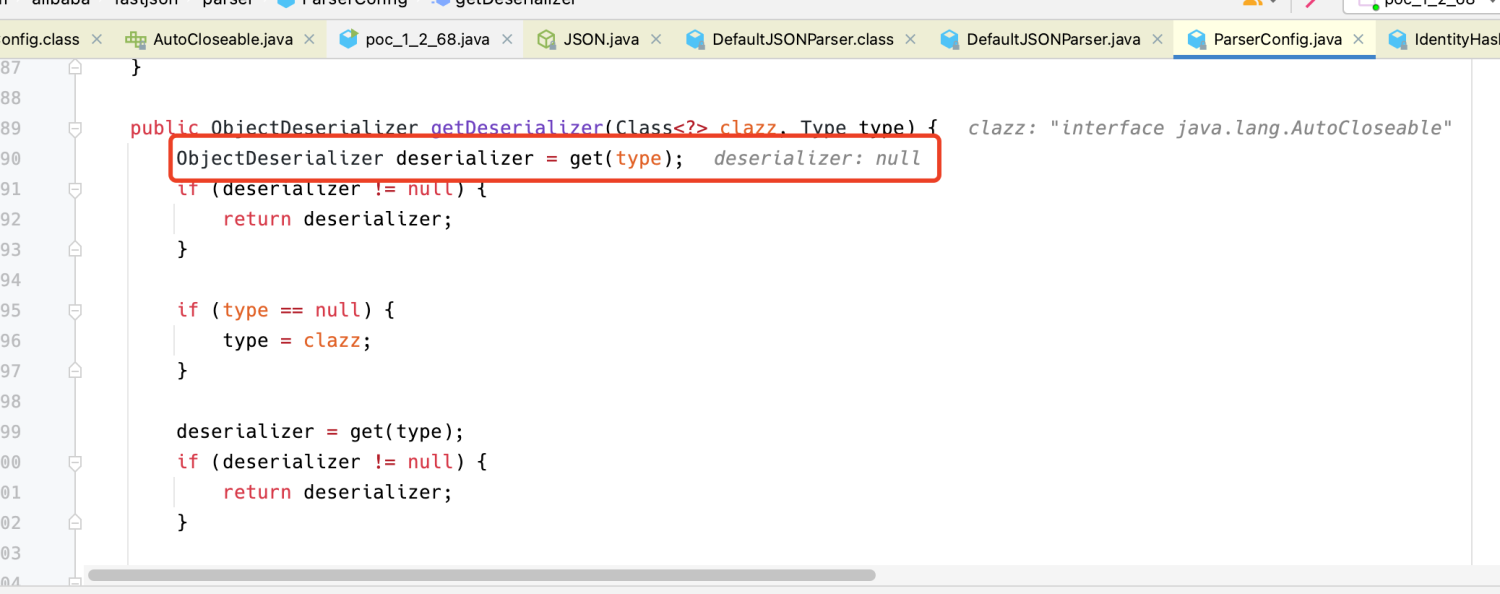 alibaba fastjson parser ParserConfig getDeserializer poc_1_2_68
onfig.class AutoCloseable.java poc_1_2_68.java JSON.java DefaultJSONParser.class DefaultJSONParser.java ParserConfig.java IdentityHas
87 }
88
89 public ObjectDeserializer getDeserializer(Class<?> clazz, Type type) { clazz: "interface java.lang.AutoCloseable"
90 ObjectDeserializer deserializer = get(type); deserializer: null
91 if (deserializer != null) {
92 return deserializer;
93 }
94
95 if (type == null) {
96 type = clazz;
97 }
98
99 deserializer = get(type);
00 if (deserializer != null) {
01 return deserializer;
02 }
03
04